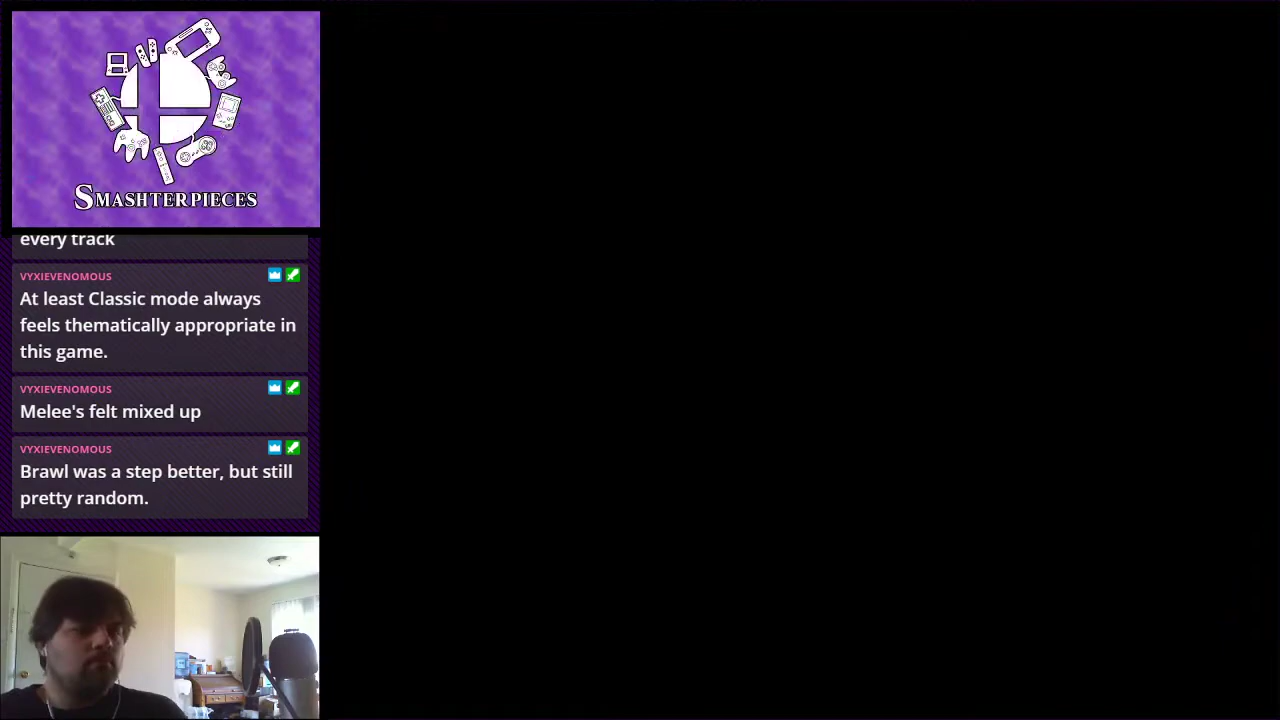 SMASHTERPIECES
every track
VYXIEVENOMOUS
At least Classic mode always
feels thematically appropriate in
this game.
VYXIEVENOMOUS
Melee's felt mixed up
VYXIEVENOMOUS
Brawl was a step better, but still
pretty random.